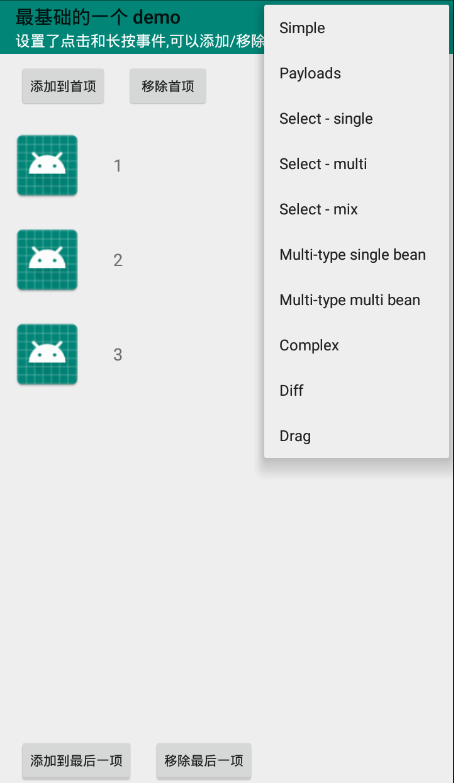 最基础的一个 demo
设置了点击和长按事件,可以添加/移除
添加到首项
移除首项
1
2
3
Simple
Payloads
Select - single
Select - multi
Select - mix
Multi-type single bean
Multi-type multi bean
Complex
Diff
Drag
添加到最后一项
移除最后一项